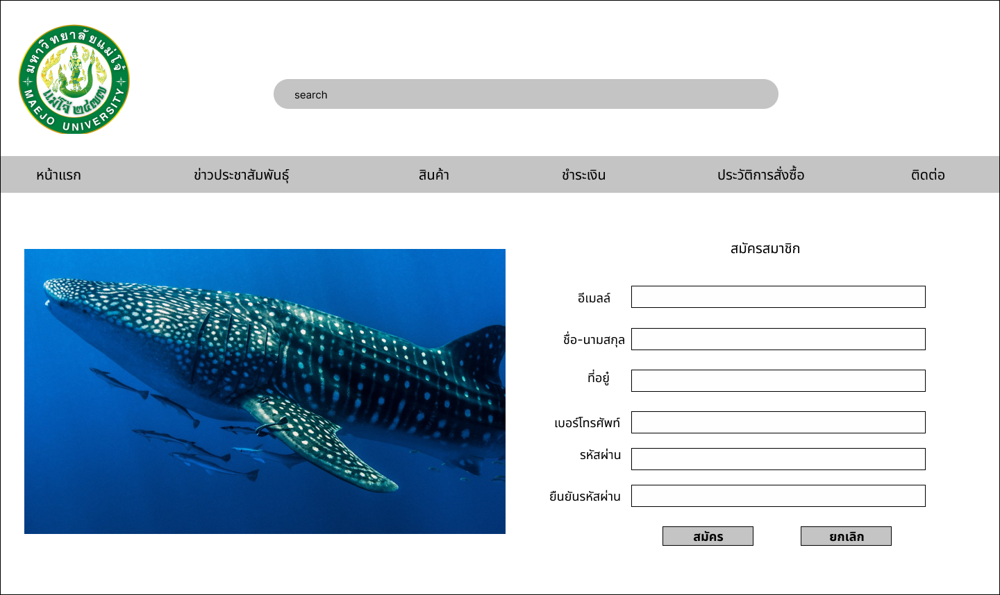 มหาวิทยาลัยแม่โจ้
แม่โจ้ ๒๔๗๗
MAEJO UNIVERSITY
search
หน้าแรก ข่าวประชาสัมพันธุ์ สินค้า ชำระเงิน ประวัติการสั่งซื้อ ติดต่อ
สมัครสมาชิก
อีเมลล์
ชื่อ-นามสกุล
ที่อยู๋
เบอร์โทรศัพท์
รหัสผ่าน
ยืนยันรหัสผ่าน
สมัคร ยกเลิก